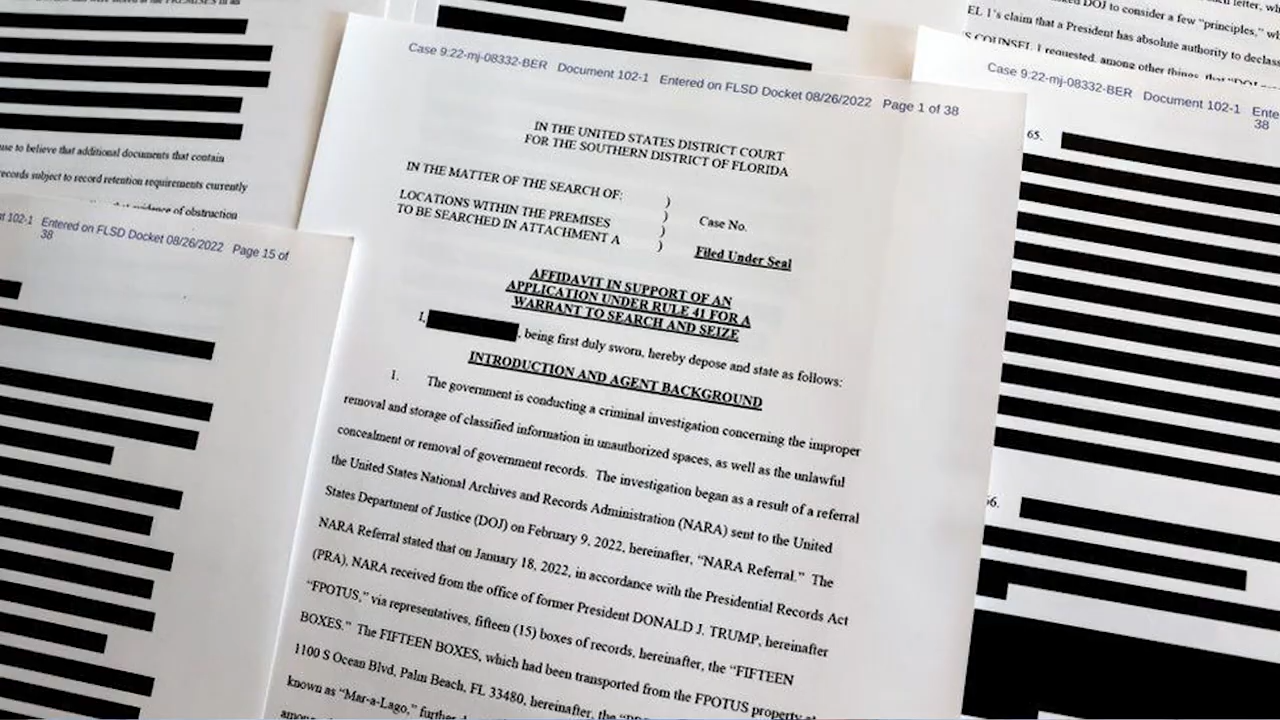 use to believe that additional documents that contain
records subject to record retention requirements currently
evidence of obstruction
102-1 Entered on FLSD Docket 08/26/2022 Page 15 of
38
Case 9:22-mj-08332-BER Document 102-1 Entered on FLSD Docket 08/26/2022 Page 1 of 38
IN THE UNITED STATES DISTRICT COURT
FOR THE SOUTHERN DISTRICT OF FLORIDA
IN THE MATTER OF THE SEARCH OF: )
)
LOCATIONS WITHIN THE PREMISES ) Case No.
TO BE SEARCHED IN ATTACHMENT A )
Filed Under Seal
AFFIDAVIT IN SUPPORT OF AN
APPLICATION UNDER RULE 41 FOR A
WARRANT TO SEARCH AND SEIZE
I, , being first duly sworn, hereby depose and state as follows:
INTRODUCTION AND AGENT BACKGROUND
1. The government is conducting a criminal investigation concerning the improper
removal and storage of classified information in unauthorized spaces, as well as the unlawful
concealment or removal of government records. The investigation began as a result of a referral
the United States National Archives and Records Administration (NARA) sent to the United
States Department of Justice (DOJ) on February 9, 2022, hereinafter, “NARA Referral.” The
NARA Referral stated that on January 18, 2022, in accordance with the Presidential Records Act
(PRA), NARA received from the office of former President DONALD J. TRUMP, hereinafter
“FPOTUS,” via representatives, fifteen (15) boxes of records, hereinafter, the “FIFTEEN
BOXES.” The FIFTEEN BOXES, which had been transported from the FPOTUS property at
1100 S Ocean Blvd, Palm Beach, FL 33480, hereinafter, the
known as “Mar-a-Lago,”
letter, wh
DOJ to consider a few “principles,” wh
EL 1’s claim that a President has absolute authority to declass
S COUNSEL 1 requested, among other things, that “DOJ
Case 9:22-mj-08332-BER Document 102-1 Ente
38
65.
66.